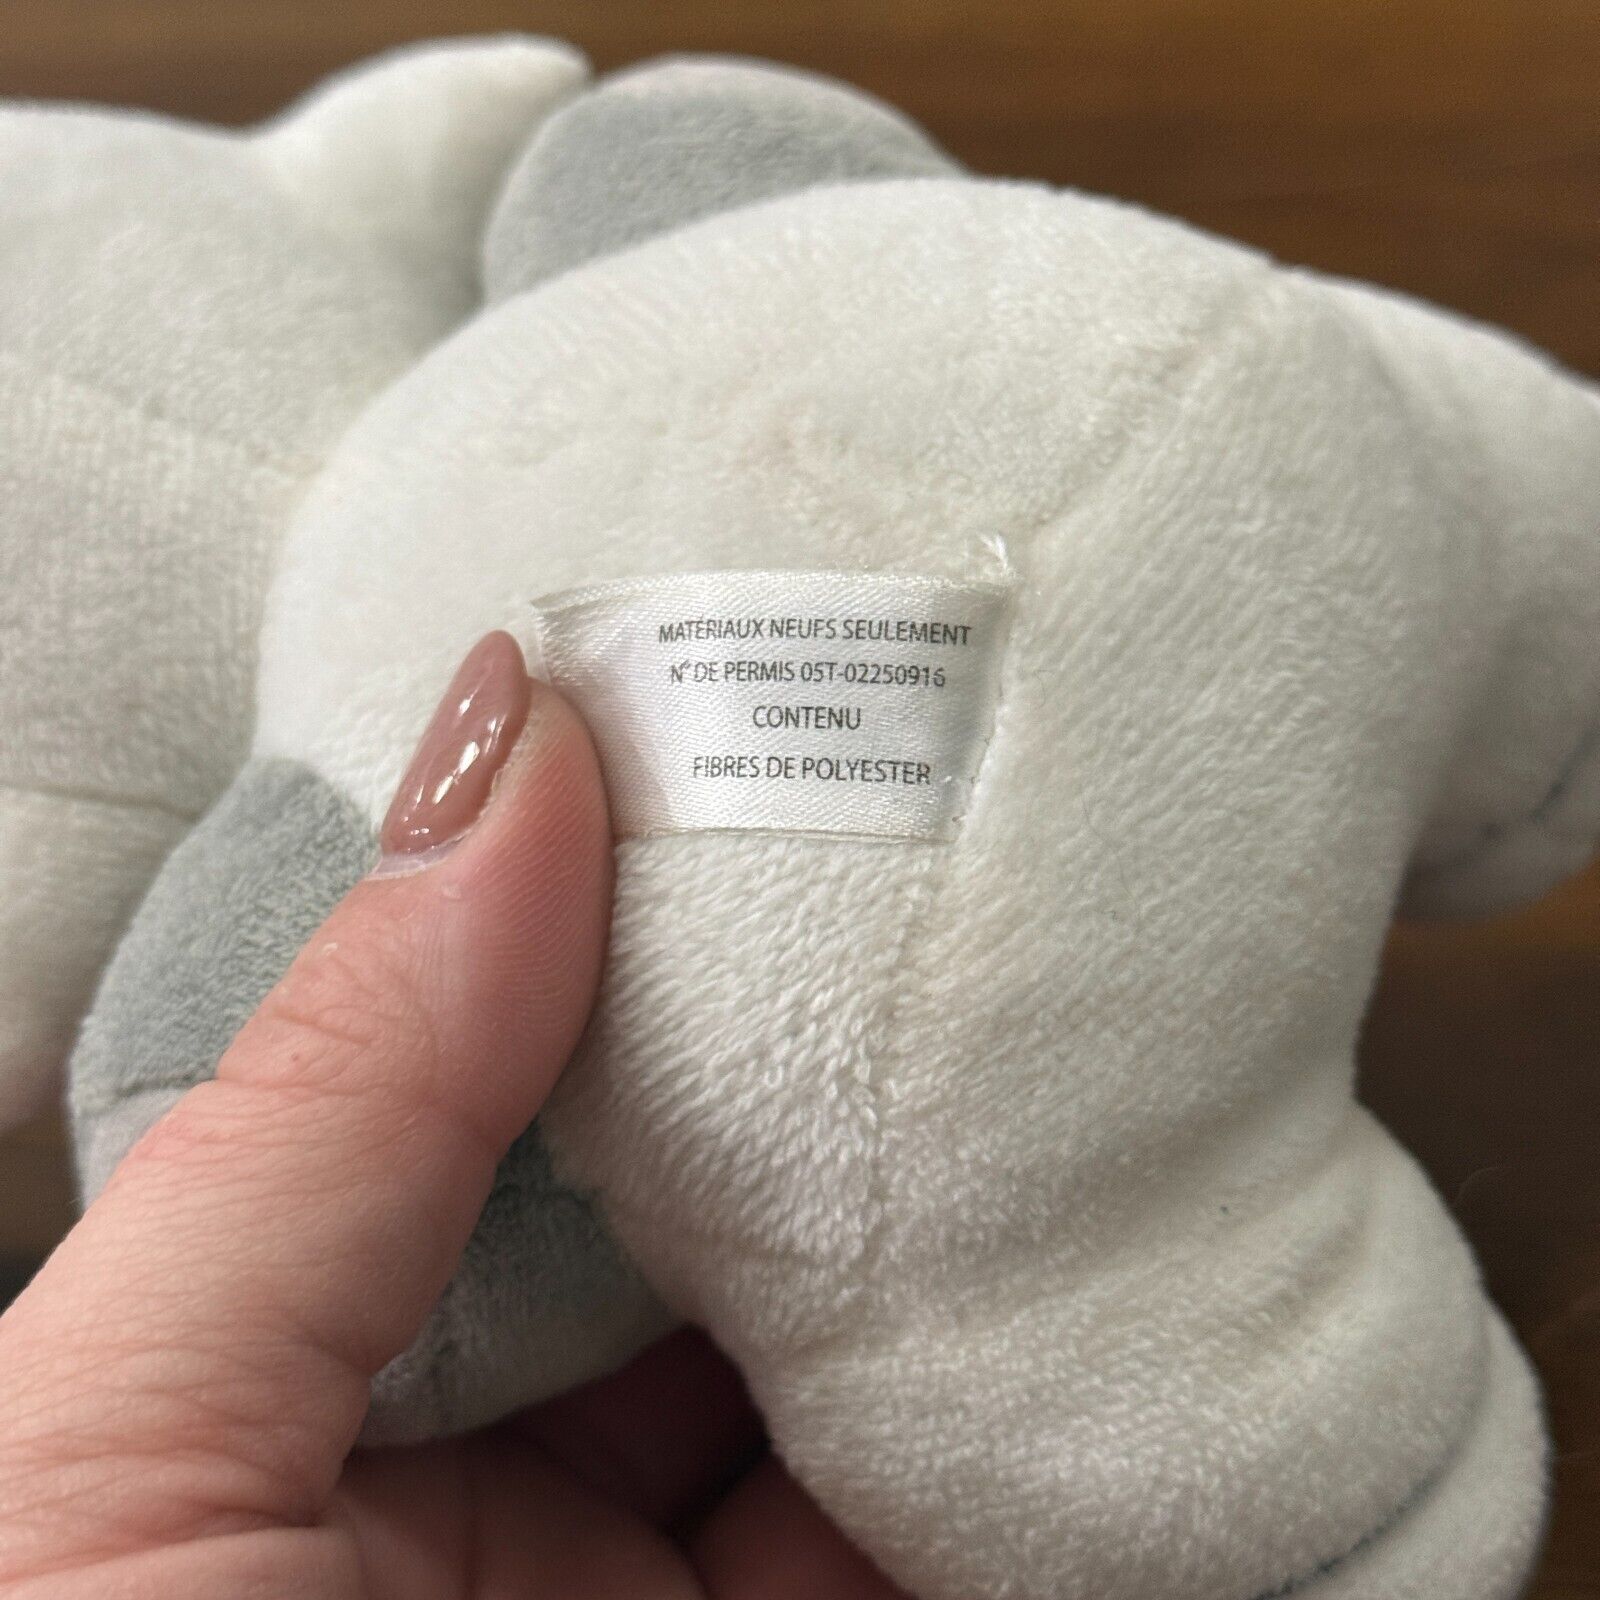 MATÉRIAUX NEUFS SEULEMENT
N° DE PERMIS 05T-02250916
CONTENU
FIBRES DE POLYESTER